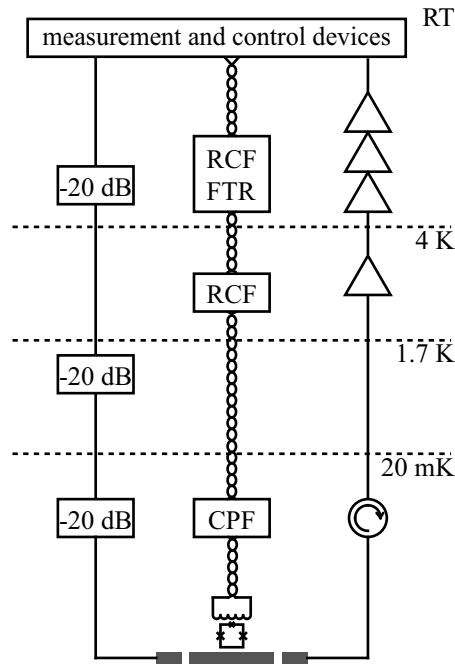 RT
measurement and control devices
RCF
FTR
-20 dB
4 K
RCF
1.7 K
-20 dB
20 mK
-20 dB
CPF